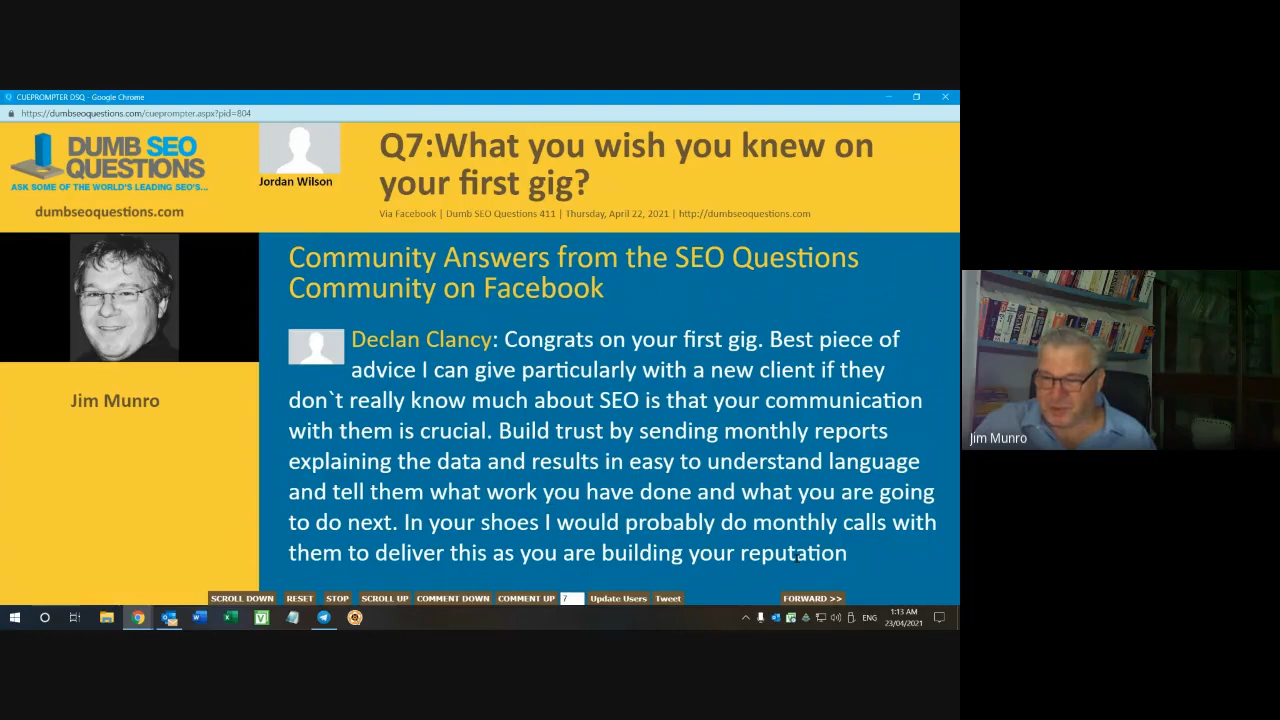 CUEPROMPTER DSQ - Google Chrome
https://dumbseoquestions.com/cueprompter.aspx?pid=804
DUMB SEO
QUESTIONS
ASK SOME OF THE WORLD'S LEADING SEO'S...
dumbseoquestions.com
Jordan Wilson
Q7:What you wish you knew on
your first gig?
Via Facebook | Dumb SEO Questions 411 | Thursday, April 22, 2021 | http://dumbseoquestions.com
Jim Munro
Community Answers from the SEO Questions
Community on Facebook
Declan Clancy: Congrats on your first gig. Best piece of
advice I can give particularly with a new client if they
don`t really know much about SEO is that your communication
with them is crucial. Build trust by sending monthly reports
explaining the data and results in easy to understand language
and tell them what work you have done and what you are going
to do next. In your shoes I would probably do monthly calls with
them to deliver this as you are building your reputation
SCROLL DOWN RESET STOP SCROLL UP COMMENT DOWN COMMENT UP 7 Update Users Tweet FORWARD >>
ENG
1:13 AM
23/04/2021
Jim Munro